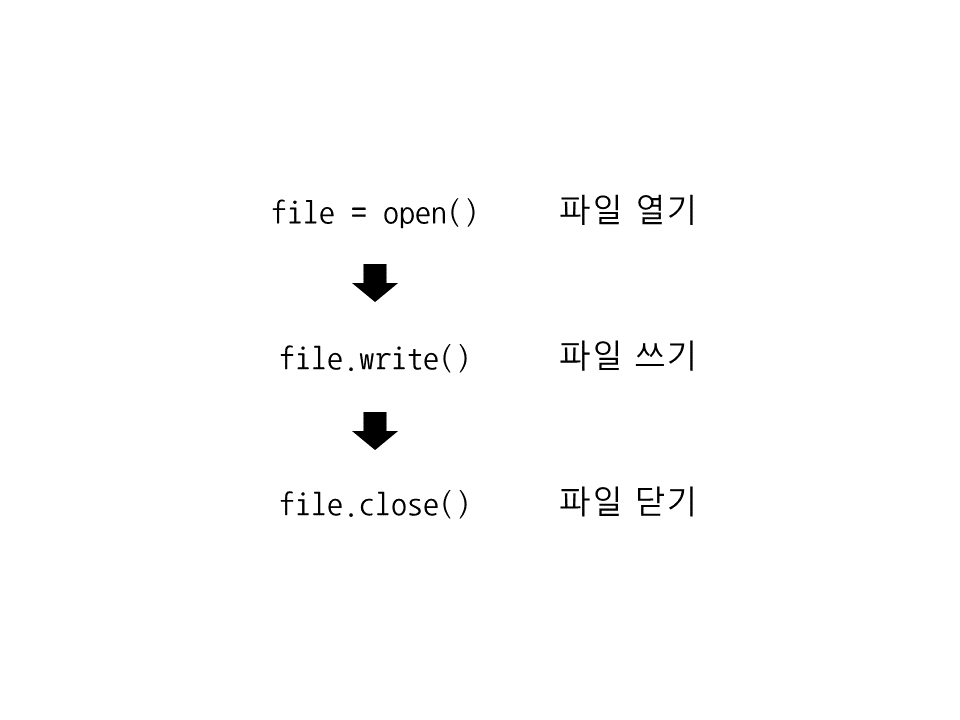 file = open() 파일 열기
file.write() 파일 쓰기
file.close() 파일 닫기